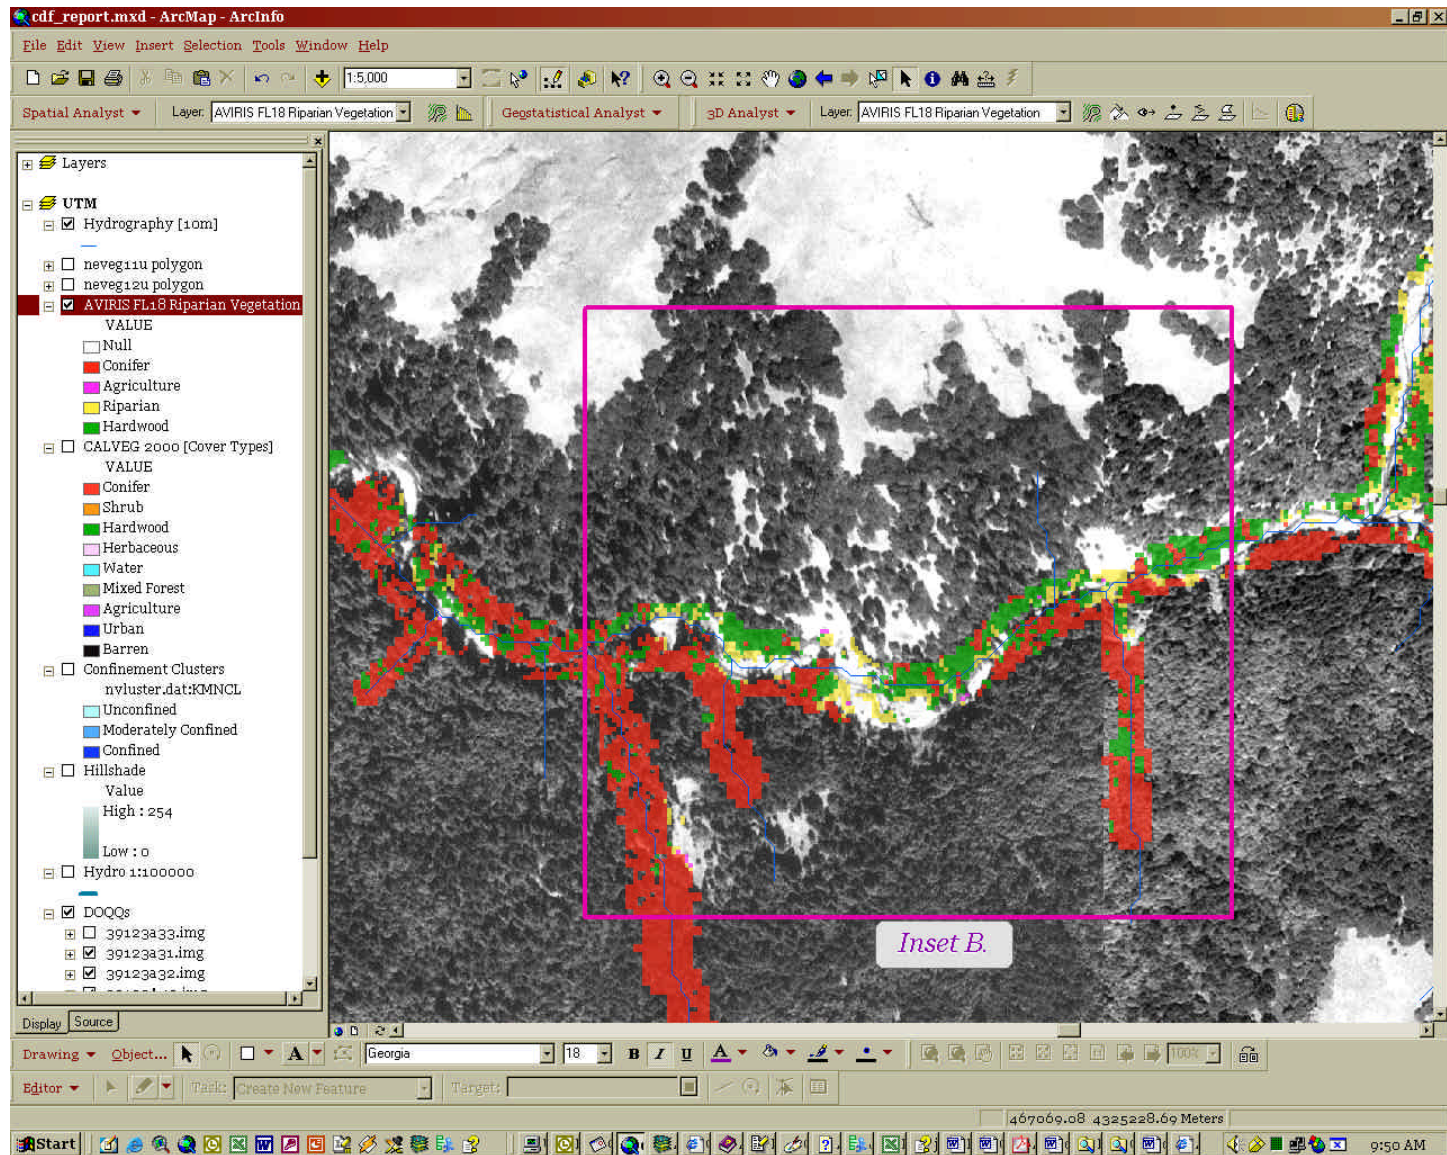 cdf_report.mxd - ArcMap - ArcInfo
File Edit View Insert Selection Tools Window Help
1:5,000
Spatial Analyst Layer: AVIRIS FL18 Riparian Vegetation Geostatistical Analyst 3D Analyst Layer: AVIRIS FL18 Riparian Vegetation
Layers
UTM
Hydrography [10m]
neveg11u polygon
neveg12u polygon
AVIRIS FL18 Riparian Vegetation
VALUE
Null
Conifer
Agriculture
Riparian
Hardwood
CALVEG 2000 [Cover Types]
VALUE
Conifer
Shrub
Hardwood
Herbaceous
Water
Mixed Forest
Agriculture
Urban
Barren
Confinement Clusters
nvluster.dat:KMNCL
Unconfined
Moderately Confined
Confined
Hillshade
Value
High : 254
Low : 0
Hydro 1:100000
DOQQs
39123a33.img
39123a31.img
39123a32.img
Inset B.
Display Source
Drawing Object... A Georgia 18 B I U A 100%
Editor Task: Create New Feature Target:
467069.08 4325228.69 Meters
Start 9:50 AM